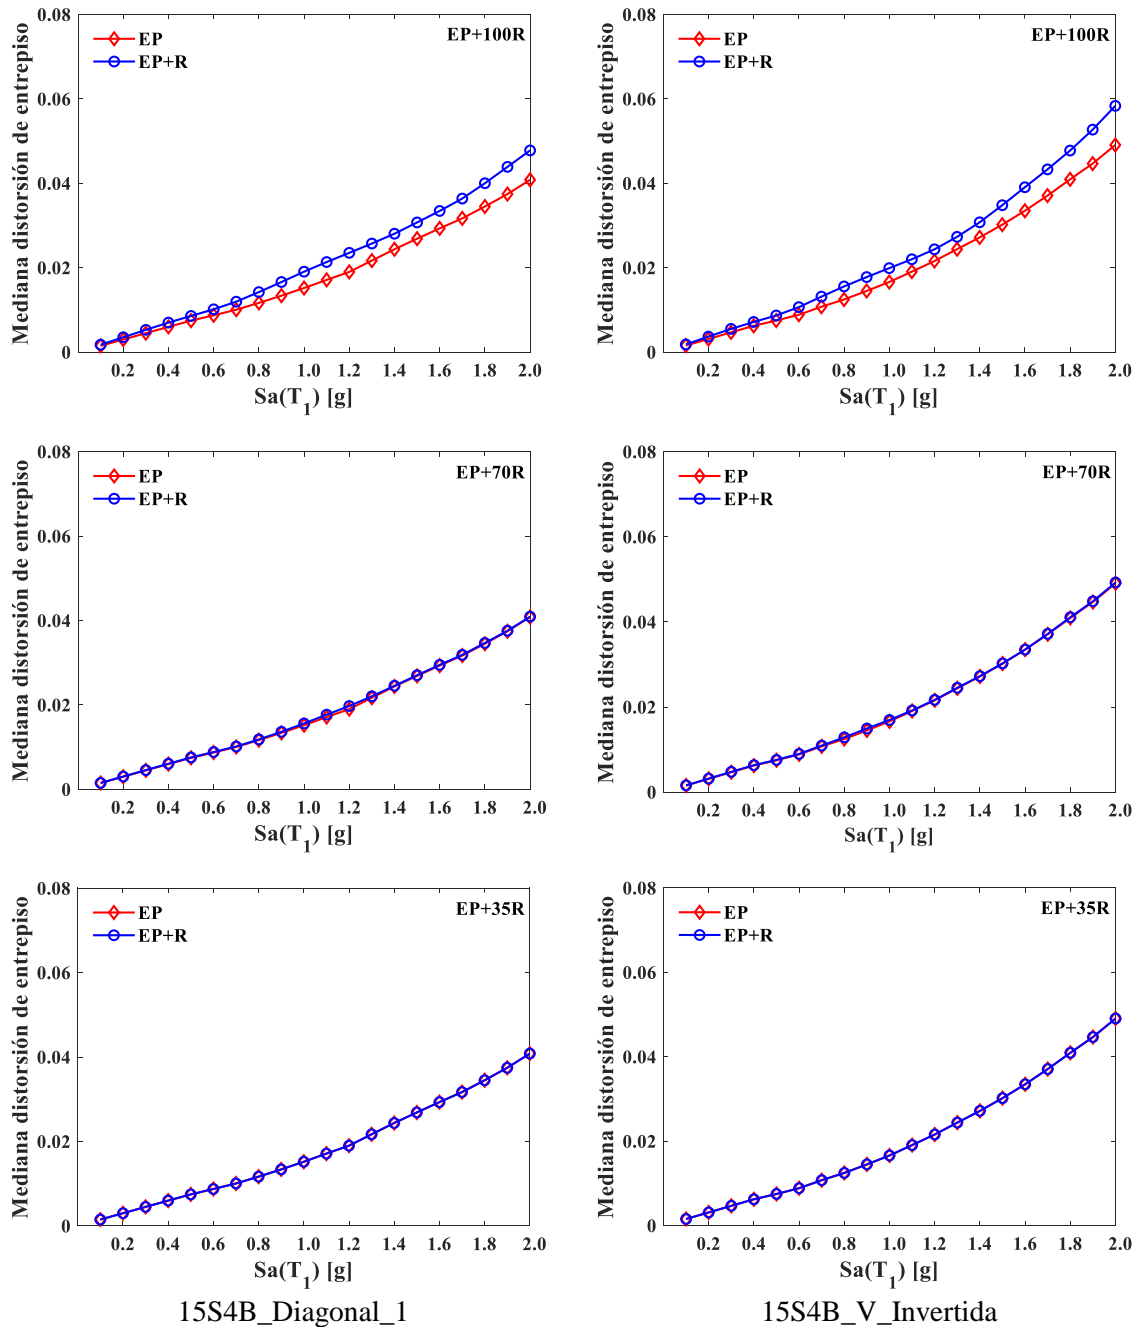 Mediana distorsión de entrepiso
0.08
0.06
0.04
0.02
0
EP
EP+R
EP+100R
0.2 0.4 0.6 0.8 1.0 1.2 1.4 1.6 1.8 2.0
Sa(T1) [g]
Mediana distorsión de entrepiso
0.08
0.06
0.04
0.02
0
EP
EP+R
EP+100R
0.2 0.4 0.6 0.8 1.0 1.2 1.4 1.6 1.8 2.0
Sa(T1) [g]
Mediana distorsión de entrepiso
0.08
0.06
0.04
0.02
0
EP
EP+R
EP+70R
0.2 0.4 0.6 0.8 1.0 1.2 1.4 1.6 1.8 2.0
Sa(T1) [g]
Mediana distorsión de entrepiso
0.08
0.06
0.04
0.02
0
EP
EP+R
EP+70R
0.2 0.4 0.6 0.8 1.0 1.2 1.4 1.6 1.8 2.0
Sa(T1) [g]
Mediana distorsión de entrepiso
0.08
0.06
0.04
0.02
0
EP
EP+R
EP+35R
0.2 0.4 0.6 0.8 1.0 1.2 1.4 1.6 1.8 2.0
Sa(T1) [g]
Mediana distorsión de entrepiso
0.08
0.06
0.04
0.02
0
EP
EP+R
EP+35R
0.2 0.4 0.6 0.8 1.0 1.2 1.4 1.6 1.8 2.0
Sa(T1) [g]
15S4B_Diagonal_1
15S4B_V_Invertida